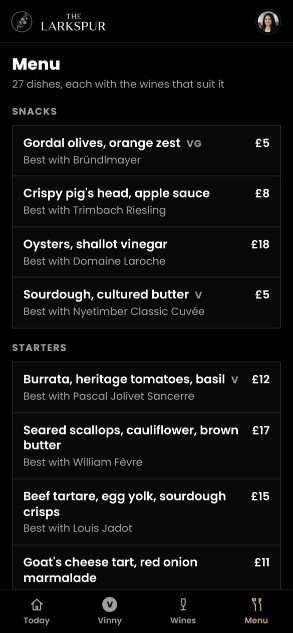 THE
LARKSPUR
Menu
27 dishes, each with the wines that suit it
SNACKS
Gordal olives, orange zest VG £5
Best with Bründlmayer
Crispy pig's head, apple sauce £8
Best with Trimbach Riesling
Oysters, shallot vinegar £18
Best with Domaine Laroche
Sourdough, cultured butter V £5
Best with Nyetimber Classic Cuvée
STARTERS
Burrata, heritage tomatoes, basil V £12
Best with Pascal Jolivet Sancerre
Seared scallops, cauliflower, brown £17
butter
Best with William Fèvre
Beef tartare, egg yolk, sourdough £15
crisps
Best with Louis Jadot
Goat's cheese tart, red onion £11
marmalade
Today
V
Vinny
Wines
Menu